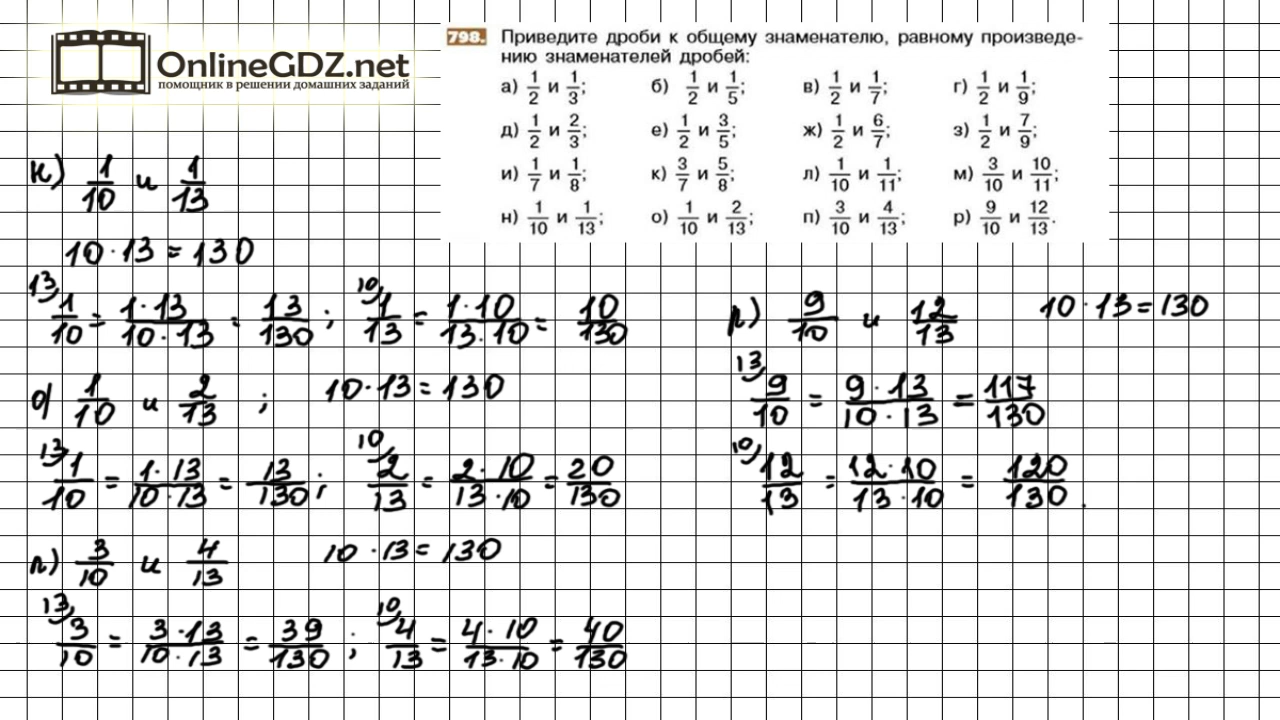 OnlineGDZ.net
помощник в решении домашних заданий
798. Приведите дроби к общему знаменателю, равному произведе-
нию знаменателей дробей:
а) 1/2 и 1/3; б) 1/2 и 1/5; в) 1/2 и 1/7; г) 1/2 и 1/9;
д) 1/2 и 2/3; е) 1/2 и 3/5; ж) 1/2 и 6/7; з) 1/2 и 7/9;
и) 1/7 и 1/8; к) 3/7 и 5/8; л) 1/10 и 1/11; м) 3/10 и 10/11;
н) 1/10 и 1/13; о) 1/10 и 2/13; п) 3/10 и 4/13; р) 9/10 и 12/13.
н) 1/10 и 1/13
10 · 13 = 130
13) 1/10 = 1·13/10·13 = 13/130; 10) 1/13 = 1·10/13·10 = 10/130
о) 1/10 и 2/13; 10·13 = 130
13) 1/10 = 1·13/10·13 = 13/130; 10) 2/13 = 2·10/13·10 = 20/130
п) 3/10 и 4/13 10·13 = 130
13) 3/10 = 3·13/10·13 = 39/130; 10) 4/13 = 4·10/13·10 = 40/130
р) 9/10 и 12/13 10·13 = 130
13) 9/10 = 9·13/10·13 = 117/130
10) 12/13 = 12·10/13·10 = 120/130.